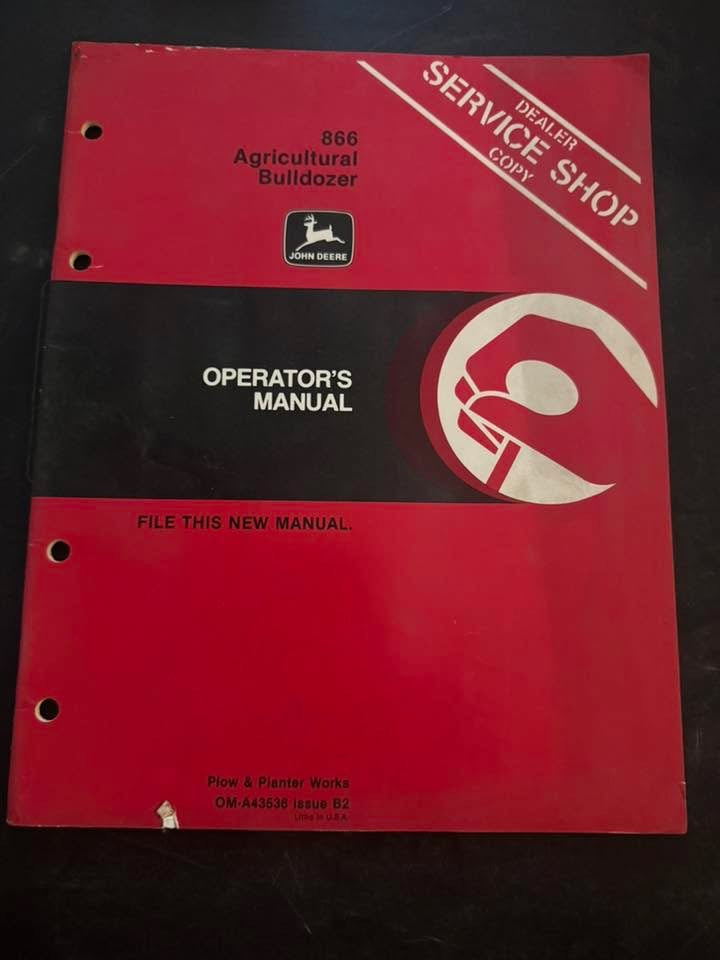 DEALER
SERVICE SHOP
COPY
866
Agricultural
Bulldozer
JOHN DEERE
OPERATOR'S
MANUAL
FILE THIS NEW MANUAL.
Plow & Planter Works
OM-A43536 Issue B2
Litho in U.S.A.